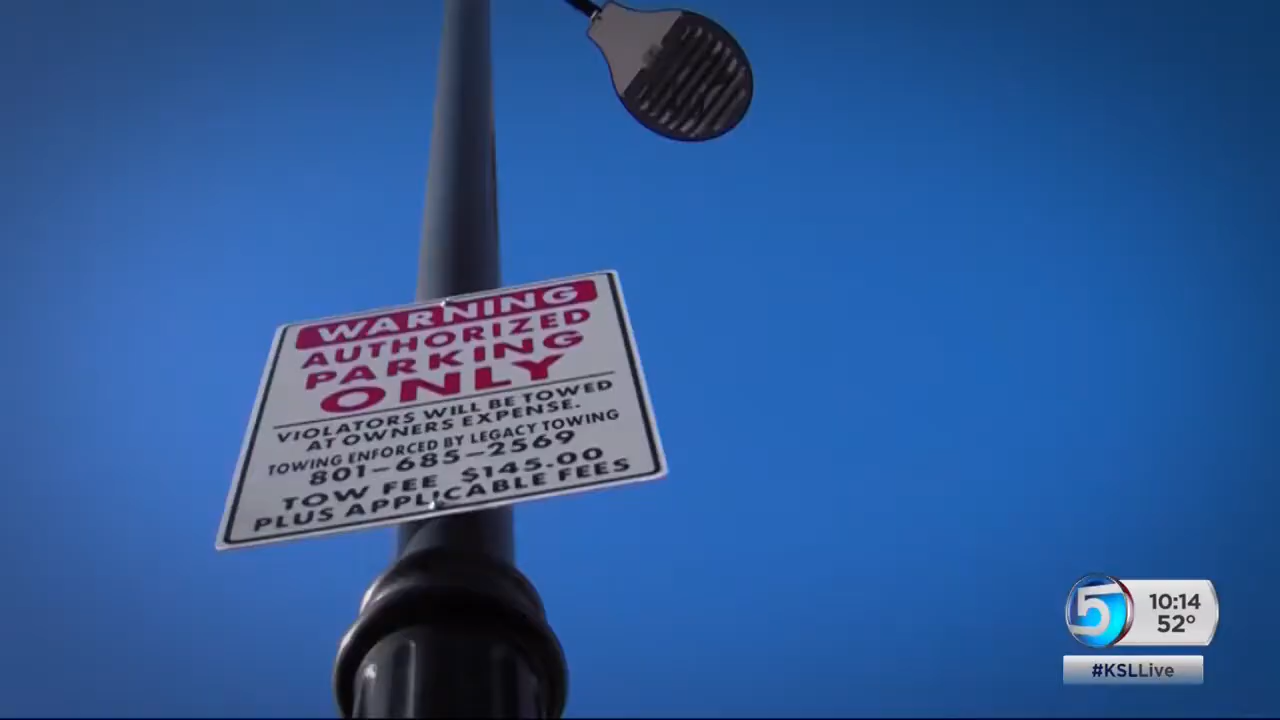 WARNING
AUTHORIZED
PARKING
ONLY
VIOLATORS WILL BE TOWED
AT OWNERS EXPENSE.
TOWING ENFORCED BY LEGACY TOWING
801-685-2569
TOW FEE $145.00
PLUS APPLICABLE FEES
5
10:14
52°
#KSLLive